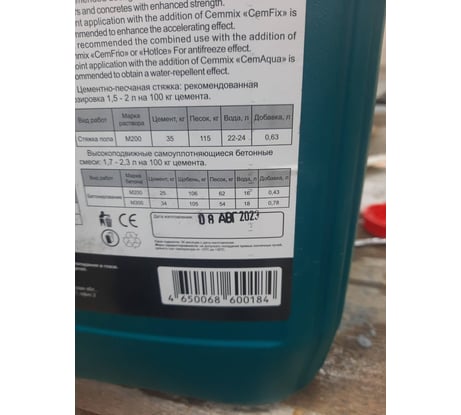 rs and concretes with enhanced strength.
int application with the addition of Cemmix «CemFix» is
mmended to enhance the accelerating effect.
recommended the combined use with the addition of
mmix «CemFrio» or «HotIce» For antifreeze effect.
oint application with the addition of Cemmix «CemAqua» is
ommended to obtain a water-repellent effect.
Цементно-песчаная стяжка: рекомендованная
зировка 1,5 - 2 л на 100 кг цемента.
Вид работ Марка раствора Цемент, кг Песок, кг Вода, л Добавка, л
Стяжка пола М200 35 115 22-24 0,63
Высокоподвижные самоуплотняющиеся бетонные
смеси: 1,7 - 2,3 л на 100 кг цемента.
Вид работ Марка бетона Цемент, кг Щебень, кг Песок, кг Вода, л Добавка, л
Бетонирование М200 25 106 62 16 0,43
М350 34 105 54 18 0,78
Дата изготовления:
08 АВГ 2023
4 650068 600184